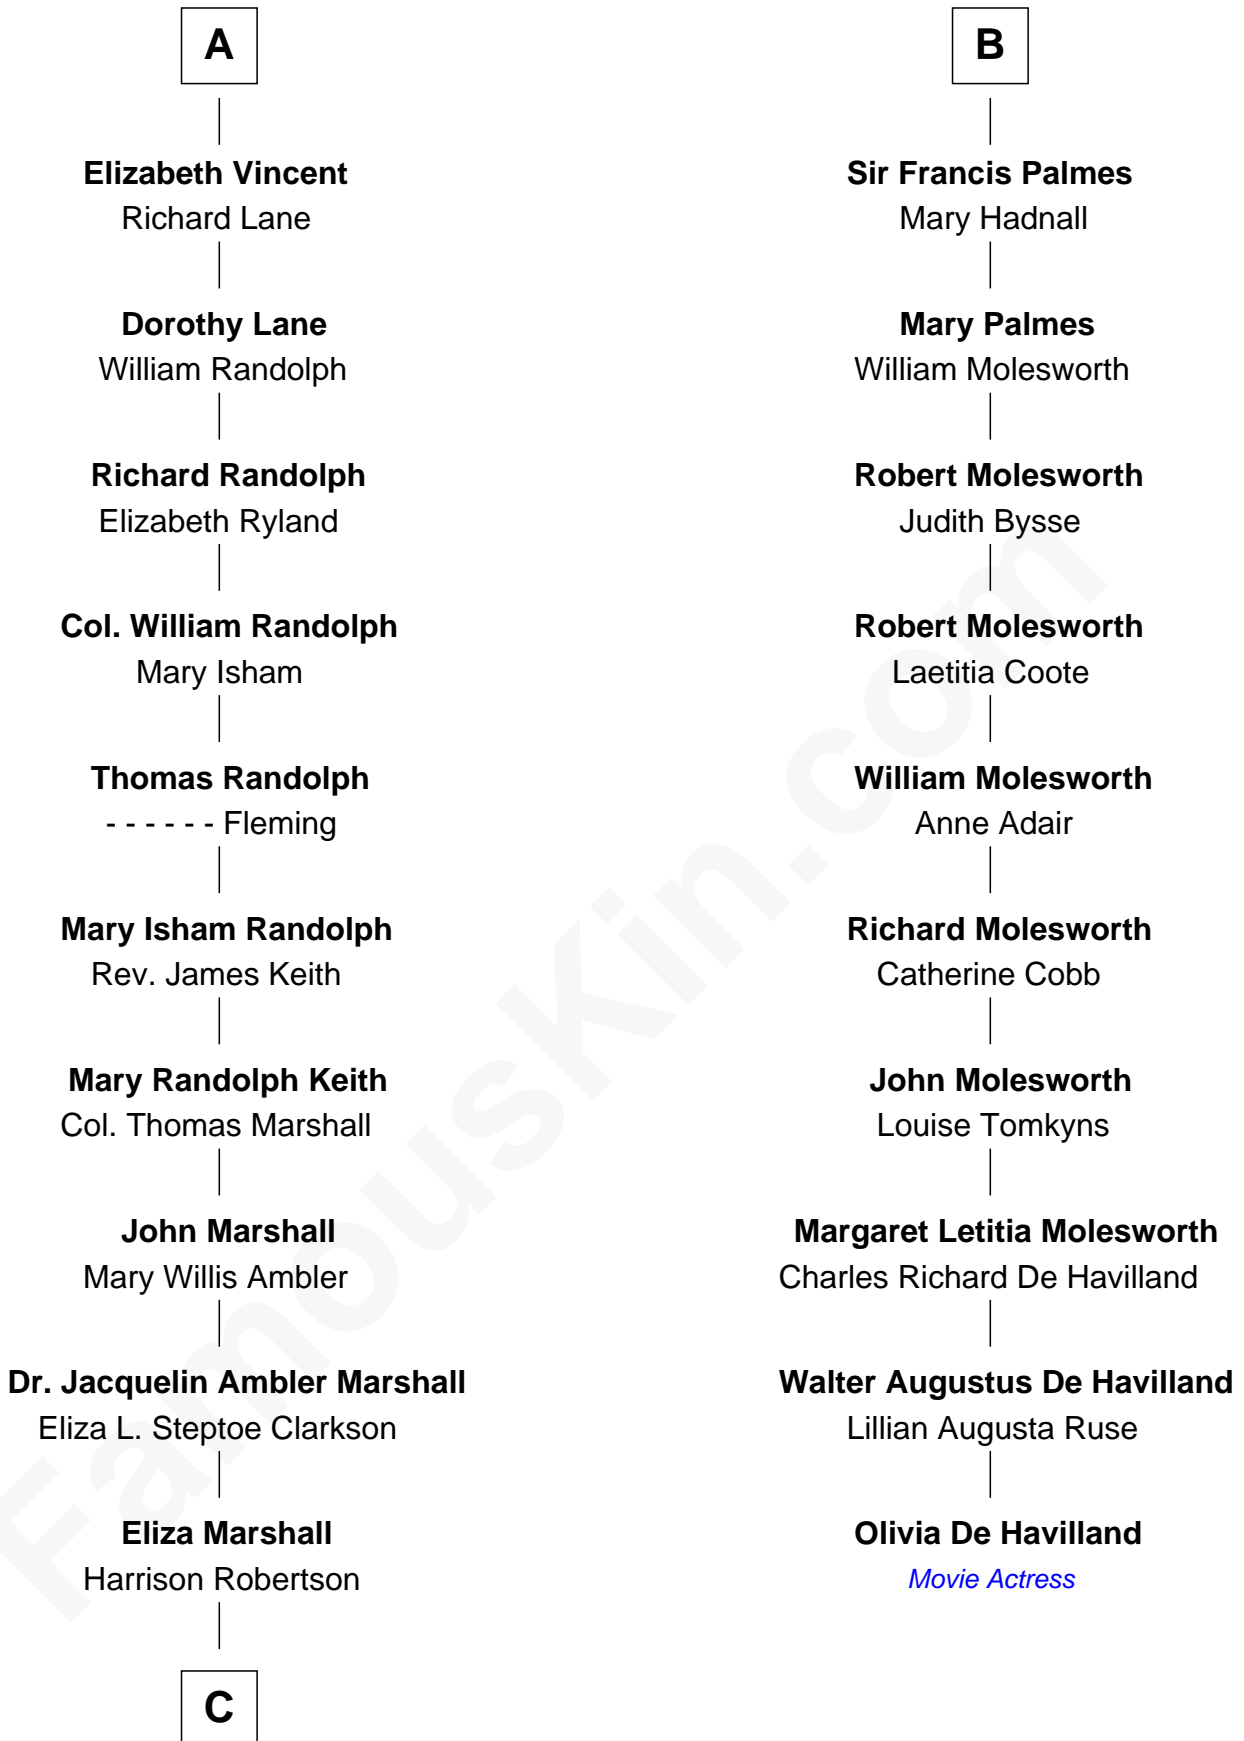 A
Elizabeth Vincent
Richard Lane
Dorothy Lane
William Randolph
Richard Randolph
Elizabeth Ryland
Col. William Randolph
Mary Isham
Thomas Randolph
- - - - - - Fleming
Mary Isham Randolph
Rev. James Keith
Mary Randolph Keith
Col. Thomas Marshall
John Marshall
Mary Willis Ambler
Dr. Jacquelin Ambler Marshall
Eliza L. Steptoe Clarkson
Eliza Marshall
Harrison Robertson
C
B
Sir Francis Palmes
Mary Hadnall
Mary Palmes
William Molesworth
Robert Molesworth
Judith Bysse
Robert Molesworth
Laetitia Coote
William Molesworth
Anne Adair
Richard Molesworth
Catherine Cobb
John Molesworth
Louise Tomkyns
Margaret Letitia Molesworth
Charles Richard De Havilland
Walter Augustus De Havilland
Lillian Augusta Ruse
Olivia De Havilland
Movie Actress
FamousKin.com